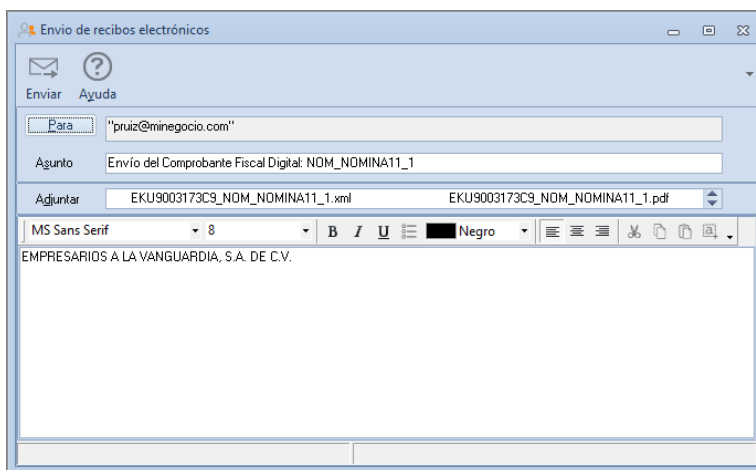 Envio de recibos electrónicos
Enviar Ayuda
Para "pruiz@minegocio.com"
Asunto Envío del Comprobante Fiscal Digital: NOM_NOMINA11_1
Adjuntar EKU9003173C9_NOM_NOMINA11_1.xml EKU9003173C9_NOM_NOMINA11_1.pdf
MS Sans Serif 8 B I U Negro a
EMPRESARIOS A LA VANGUARDIA, S.A. DE C.V.